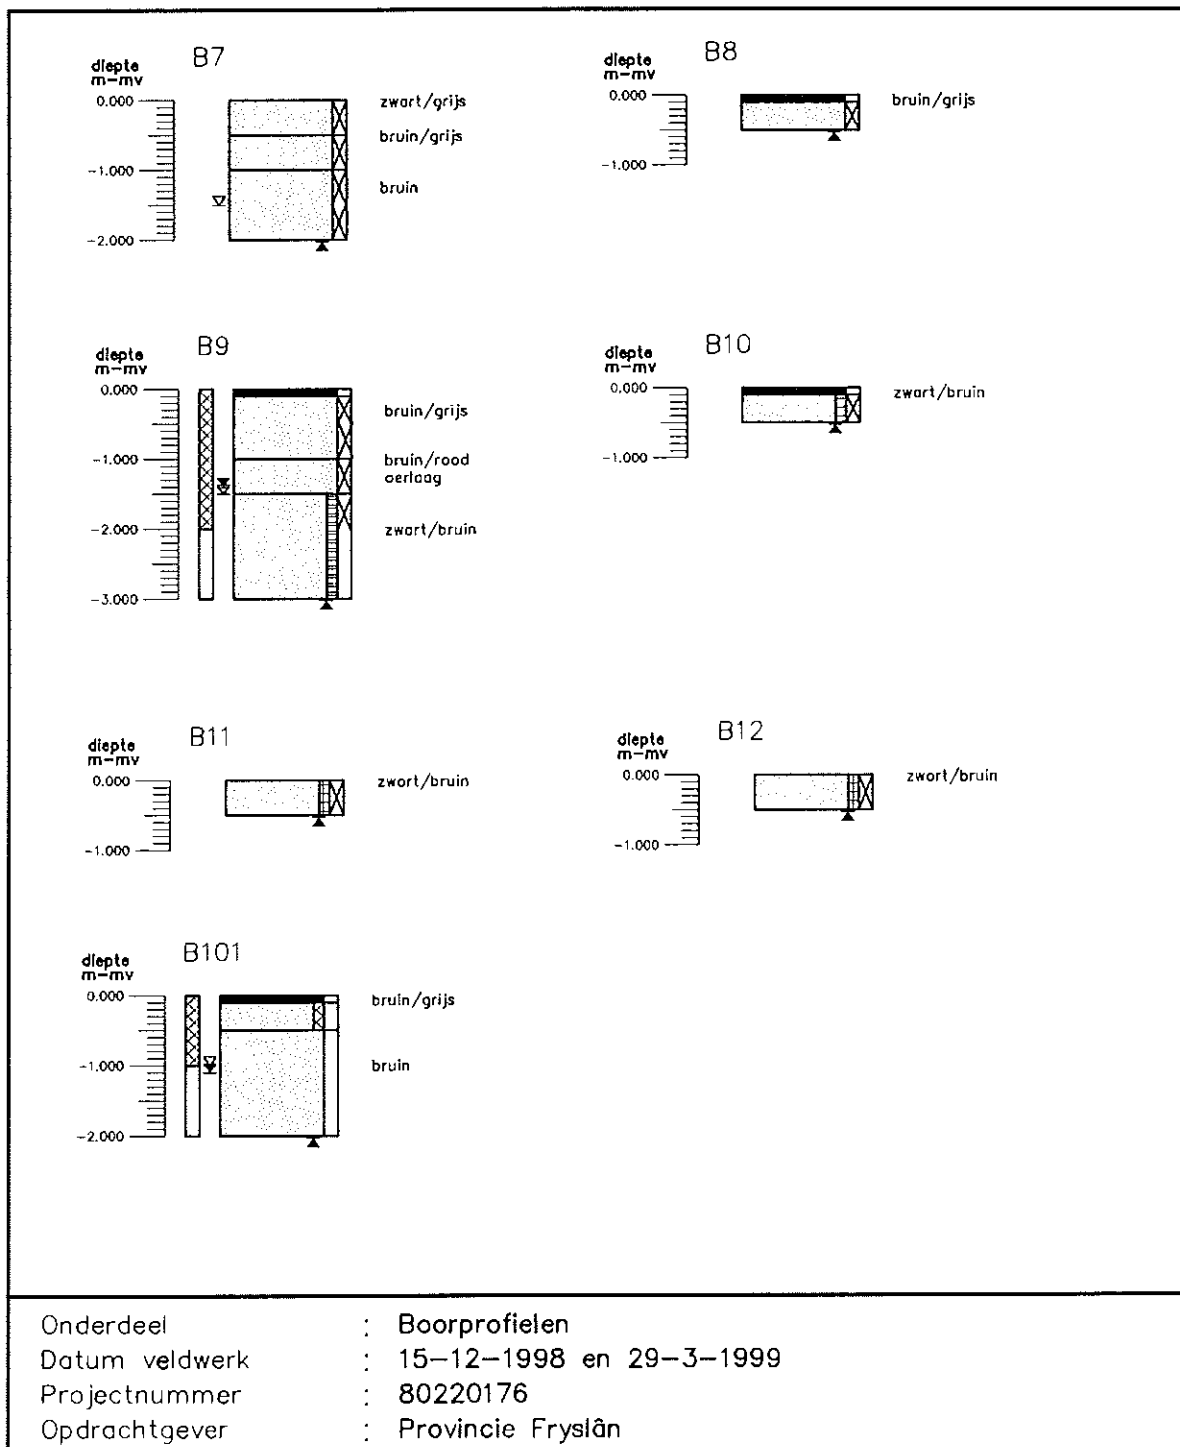 B7
diepte
m-mv
0.000
-1.000
-2.000
zwart/grijs
bruin/grijs
bruin
B8
diepte
m-mv
0.000
-1.000
bruin/grijs
B9
diepte
m-mv
0.000
-1.000
-2.000
-3.000
bruin/grijs
bruin/rood
oerlaag
zwart/bruin
B10
diepte
m-mv
0.000
-1.000
zwart/bruin
B11
diepte
m-mv
0.000
-1.000
zwart/bruin
B12
diepte
m-mv
0.000
-1.000
zwart/bruin
B101
diepte
m-mv
0.000
-1.000
-2.000
bruin/grijs
bruin
Onderdeel : Boorprofielen
Datum veldwerk : 15-12-1998 en 29-3-1999
Projectnummer : 80220176
Opdrachtgever : Provincie Fryslân